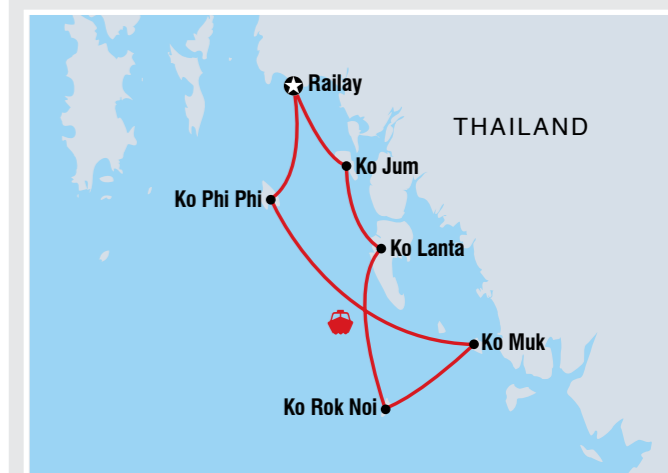 Railay
THAILAND
Ko Jum
Ko Phi Phi
Ko Lanta
Ko Muk
Ko Rok Noi